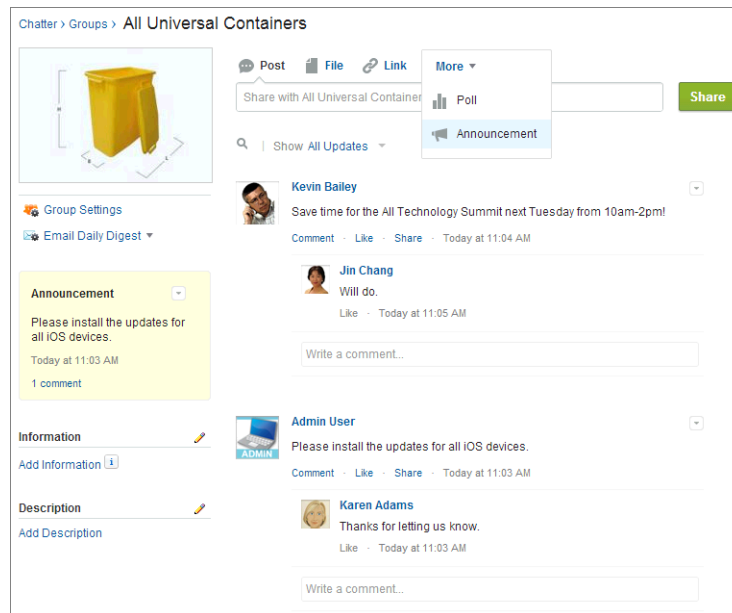 Chatter › Groups › All Universal Containers
Post File Link More
Share with All Universal Container
Share
Poll
Announcement
Show All Updates
H
L
Group Settings
Email Daily Digest
Announcement
Please install the updates for
all iOS devices.
Today at 11:03 AM
1 comment
Information
Add Information i
Description
Add Description
Kevin Bailey
Save time for the All Technology Summit next Tuesday from 10am-2pm!
Comment · Like · Share · Today at 11:04 AM
Jin Chang
Will do.
Like · Today at 11:05 AM
Write a comment...
Admin User
Please install the updates for all iOS devices.
ADMIN
Comment · Like · Share · Today at 11:03 AM
Karen Adams
Thanks for letting us know.
Like · Today at 11:03 AM
Write a comment...